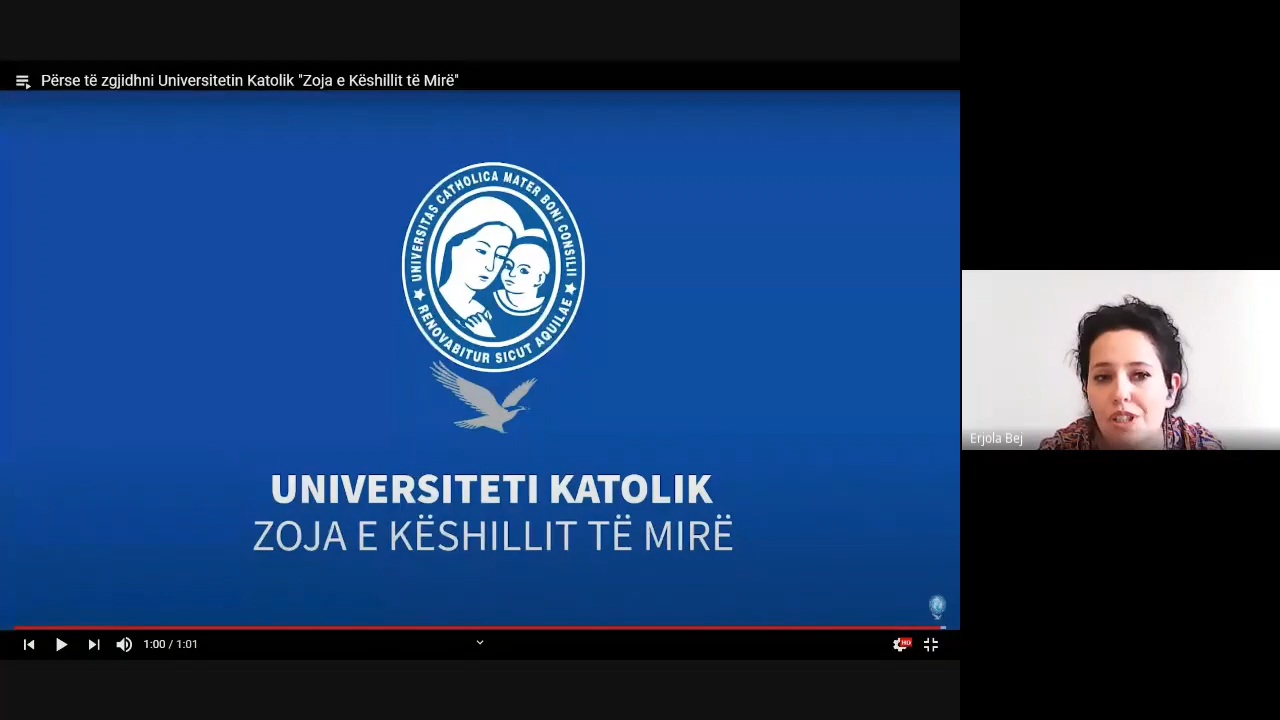 Përse të zgjidhni Universitetin Katolik "Zoja e Këshillit të Mirë"
UNIVERSITAS CATHOLICA MATER BONI CONSILII
RENOVABITUR SICUT AQUILAE
UNIVERSITETI KATOLIK
ZOJA E KËSHILLIT TË MIRË
Erjola Bej
1:00 / 1:01
HD